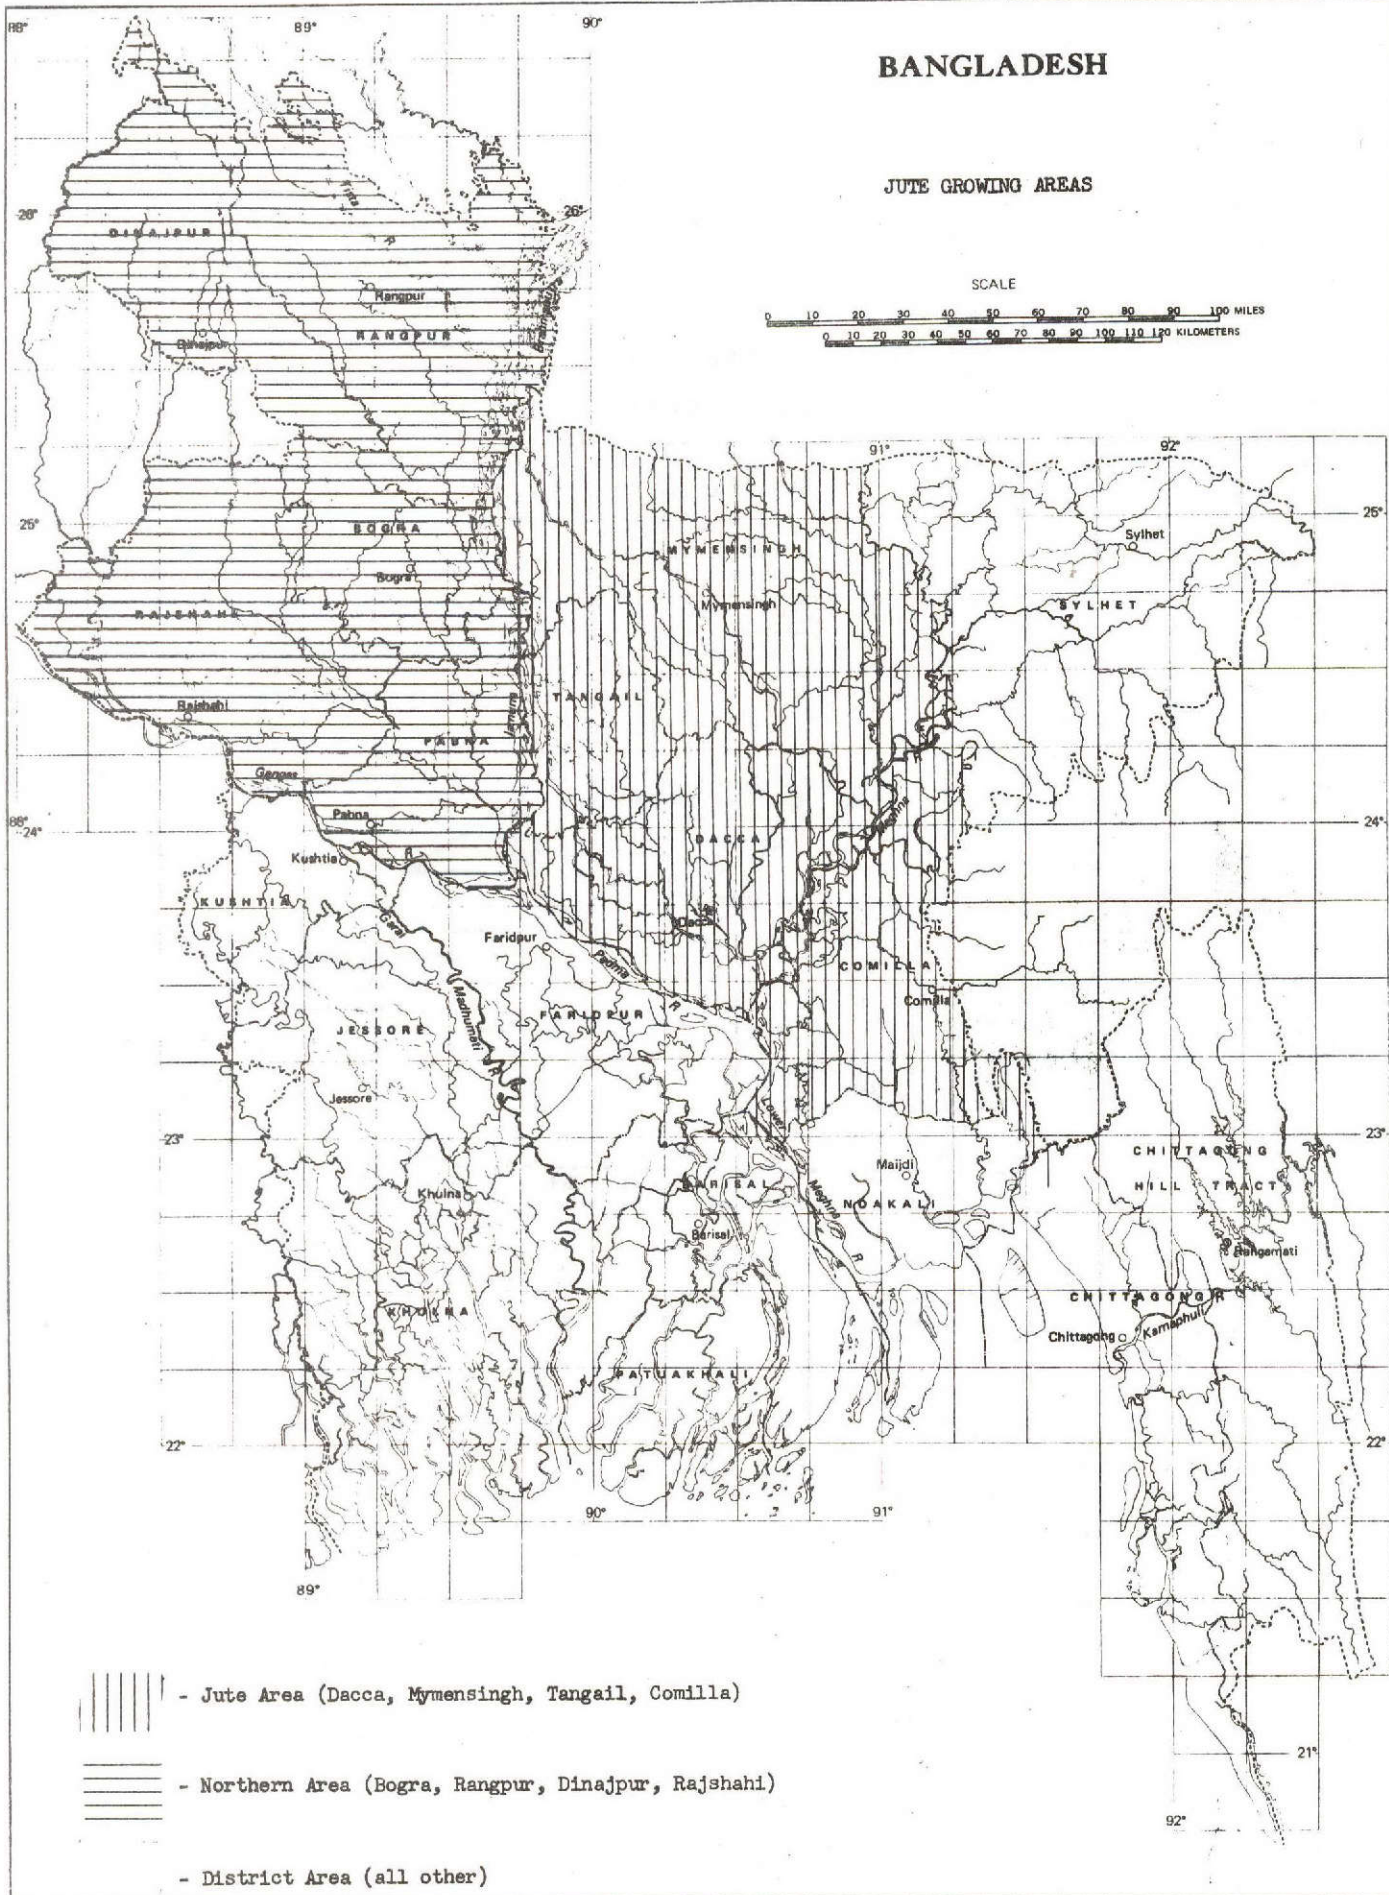 88° 89° 90°
BANGLADESH
JUTE GROWING AREAS
SCALE
0 10 20 30 40 50 60 70 80 90 100 MILES
0 10 20 30 40 50 60 70 80 90 100 110 120 KILOMETERS
26° 26°
DINAJPUR
Tista
R
Rangpur
RANGPUR
Dinajpur
91° 92°
25° 25°
BOGRA
Bogra
MYMENSINGH
Mymensingh
Sylhet
SYLHET
RAJSHAHI
Rajshahi
TANGAIL
Jamuna
PABNA
Ganges
Pabna
88°
24° 24°
Meghna
DACCA
Kushtia
R
KUSHTIA
Garai
Dacca
Faridpur
Padma
R
COMILLA
Comilla
FARIDPUR
JESSORE
Madhumati
R
Jessore
Lower
23° 23°
CHITTAGONG
HILL TRACTS
Maijdi
BARISAL
Meghna
R
NOAKALI
Khulna
Barisal
Rangamati
KHULNA
CHITTAGONG
R
Karnaphuli
Chittagong
PATUAKHALI
22° 22°
90° 91°
89°
- Jute Area (Dacca, Mymensingh, Tangail, Comilla)
21°
- Northern Area (Bogra, Rangpur, Dinajpur, Rajshahi)
92°
- District Area (all other)